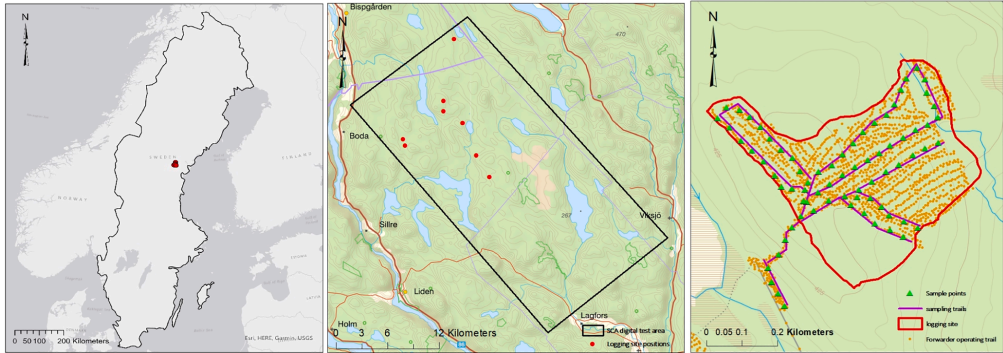 N
SWEDEN
NORWAY
FINLAND
0 50 100 200 Kilometers
Esri, HERE, Garmin, USGS
N
Bispgården
470
Boda
267
Viksjö
Sillre
Liden
Lagfors
Holm
0 3 6 12 Kilometers
SCA digital test area
Logging site positions
N
Sample points
sampling trails
logging site
Forwarder operating trail
0 0.05 0.1 0.2 Kilometers